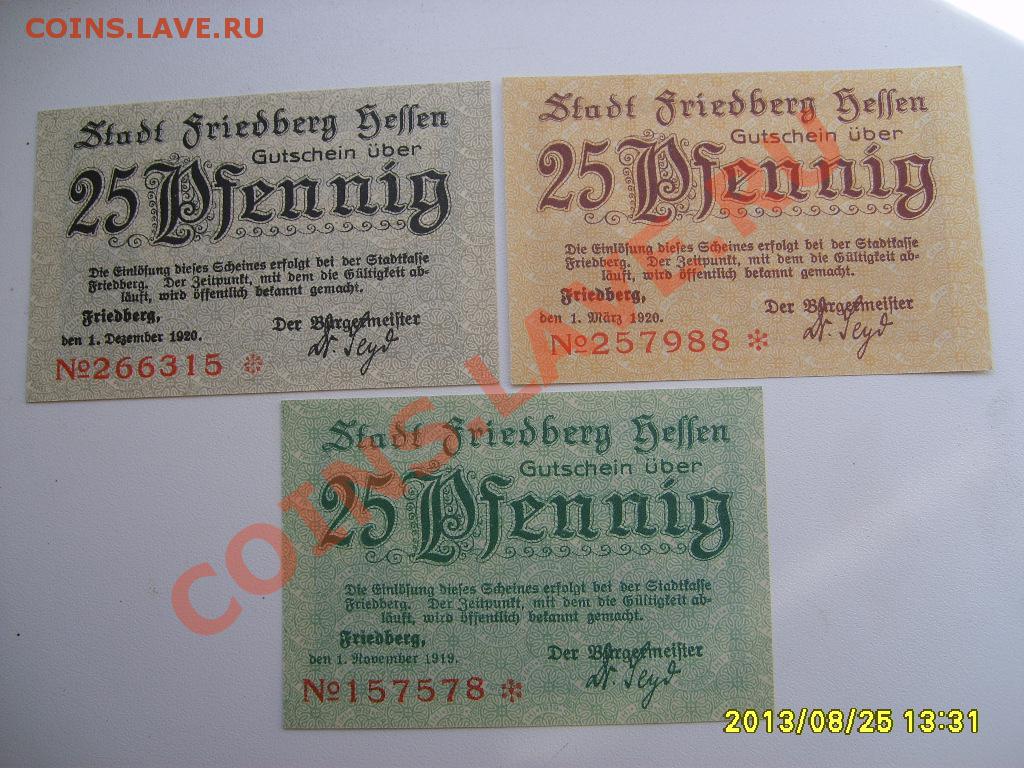 COINS.LAVE.RU
Stadt Friedberg Hessen
Gutschein über
25 Pfennig
Die Einlösung dieses Scheines erfolgt bei der Stadtkasse
Friedberg. Der Zeitpunkt, mit dem die Gültigkeit ab-
läuft, wird öffentlich bekannt gemacht.
Friedberg,
den 1. Dezember 1920.
Der Bürgermeister
Dr. Seyd
№266315 *
Stadt Friedberg Hessen
Gutschein über
25 Pfennig
Die Einlösung dieses Scheines erfolgt bei der Stadtkasse
Friedberg. Der Zeitpunkt, mit dem die Gültigkeit ab-
läuft, wird öffentlich bekannt gemacht.
Friedberg,
den 1. März 1920.
Der Bürgermeister
Dr. Seyd
№257988 *
Stadt Friedberg Hessen
Gutschein über
25 Pfennig
Die Einlösung dieses Scheines erfolgt bei der Stadtkasse
Friedberg. Der Zeitpunkt, mit dem die Gültigkeit ab-
läuft, wird öffentlich bekannt gemacht.
Friedberg,
den 1. November 1919.
Der Bürgermeister
Dr. Seyd
№157578 *
COINS.LAVE.RU
2013/08/25 13:31